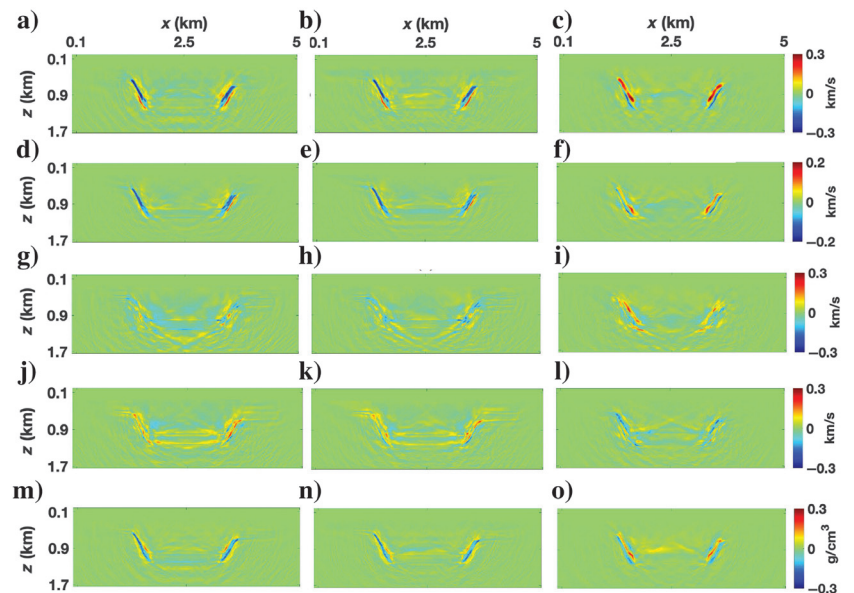 a) b) c)
x (km) x (km) x (km)
0.1 2.5 5 0.1 2.5 5 0.1 2.5 5
0.1 0.9 1.7 z (km)
0.3 0 −0.3 km/s
d) e) f)
0.1 0.9 1.7 z (km)
0.2 0 −0.2 km/s
g) h) i)
0.1 0.9 1.7 z (km)
0.3 0 −0.3 km/s
j) k) l)
0.1 0.9 1.7 z (km)
0.3 0 −0.3 km/s
m) n) o)
0.1 0.9 1.7 z (km)
0.3 0 −0.3 g/cm³